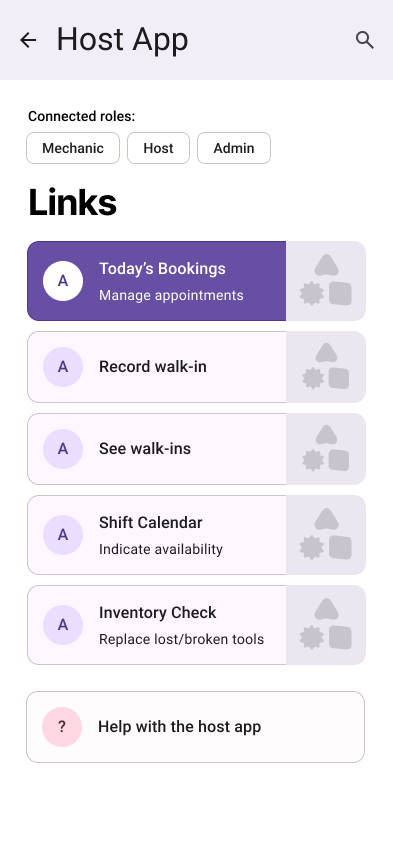 Host App
Connected roles:
Mechanic
Host
Admin
Links
A
Today’s Bookings
Manage appointments
A
Record walk-in
A
See walk-ins
A
Shift Calendar
Indicate availability
A
Inventory Check
Replace lost/broken tools
?
Help with the host app